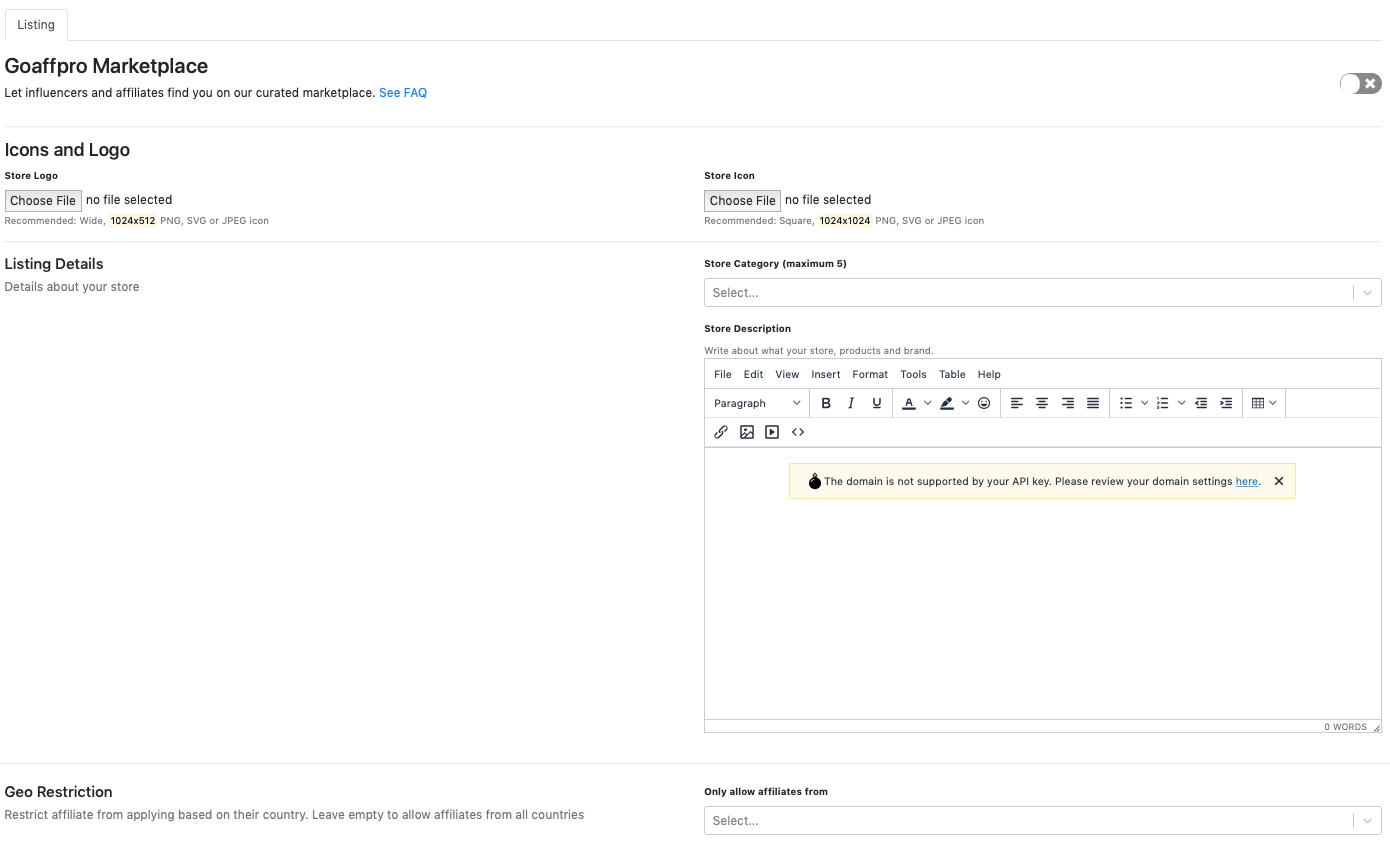 Listing
Goaffpro Marketplace
Let influencers and affiliates find you on our curated marketplace. See FAQ
Icons and Logo
Store Logo
Choose File no file selected
Recommended: Wide, 1024x512 PNG, SVG or JPEG icon
Store Icon
Choose File no file selected
Recommended: Square, 1024x1024 PNG, SVG or JPEG icon
Listing Details
Details about your store
Store Category (maximum 5)
Select...
Store Description
Write about what your store, products and brand.
File Edit View Insert Format Tools Table Help
Paragraph B I U A
The domain is not supported by your API key. Please review your domain settings here.
0 WORDS
Geo Restriction
Restrict affiliate from applying based on their country. Leave empty to allow affiliates from all countries
Only allow affiliates from
Select...